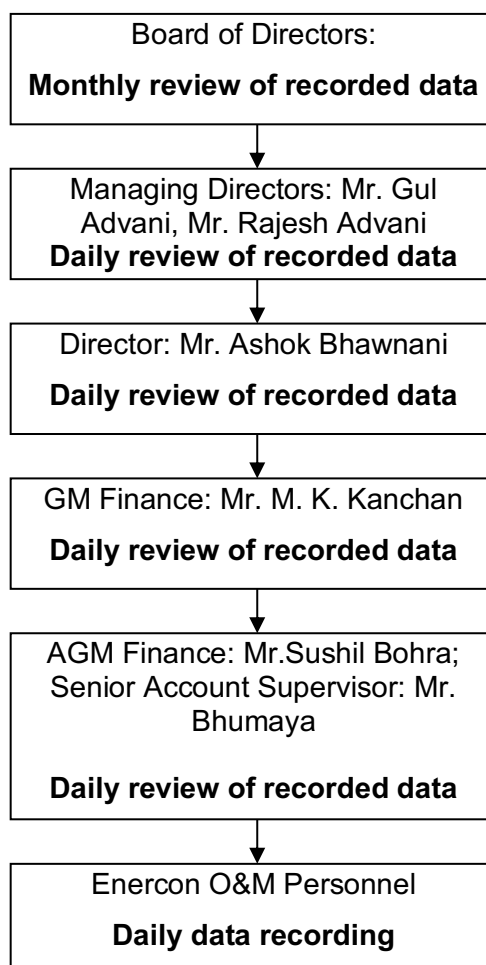 Board of Directors:
Monthly review of recorded data
Managing Directors: Mr. Gul
Advani, Mr. Rajesh Advani
Daily review of recorded data
Director: Mr. Ashok Bhawnani
Daily review of recorded data
GM Finance: Mr. M. K. Kanchan
Daily review of recorded data
AGM Finance: Mr.Sushil Bohra;
Senior Account Supervisor: Mr.
Bhumaya
Daily review of recorded data
Enercon O&M Personnel
Daily data recording